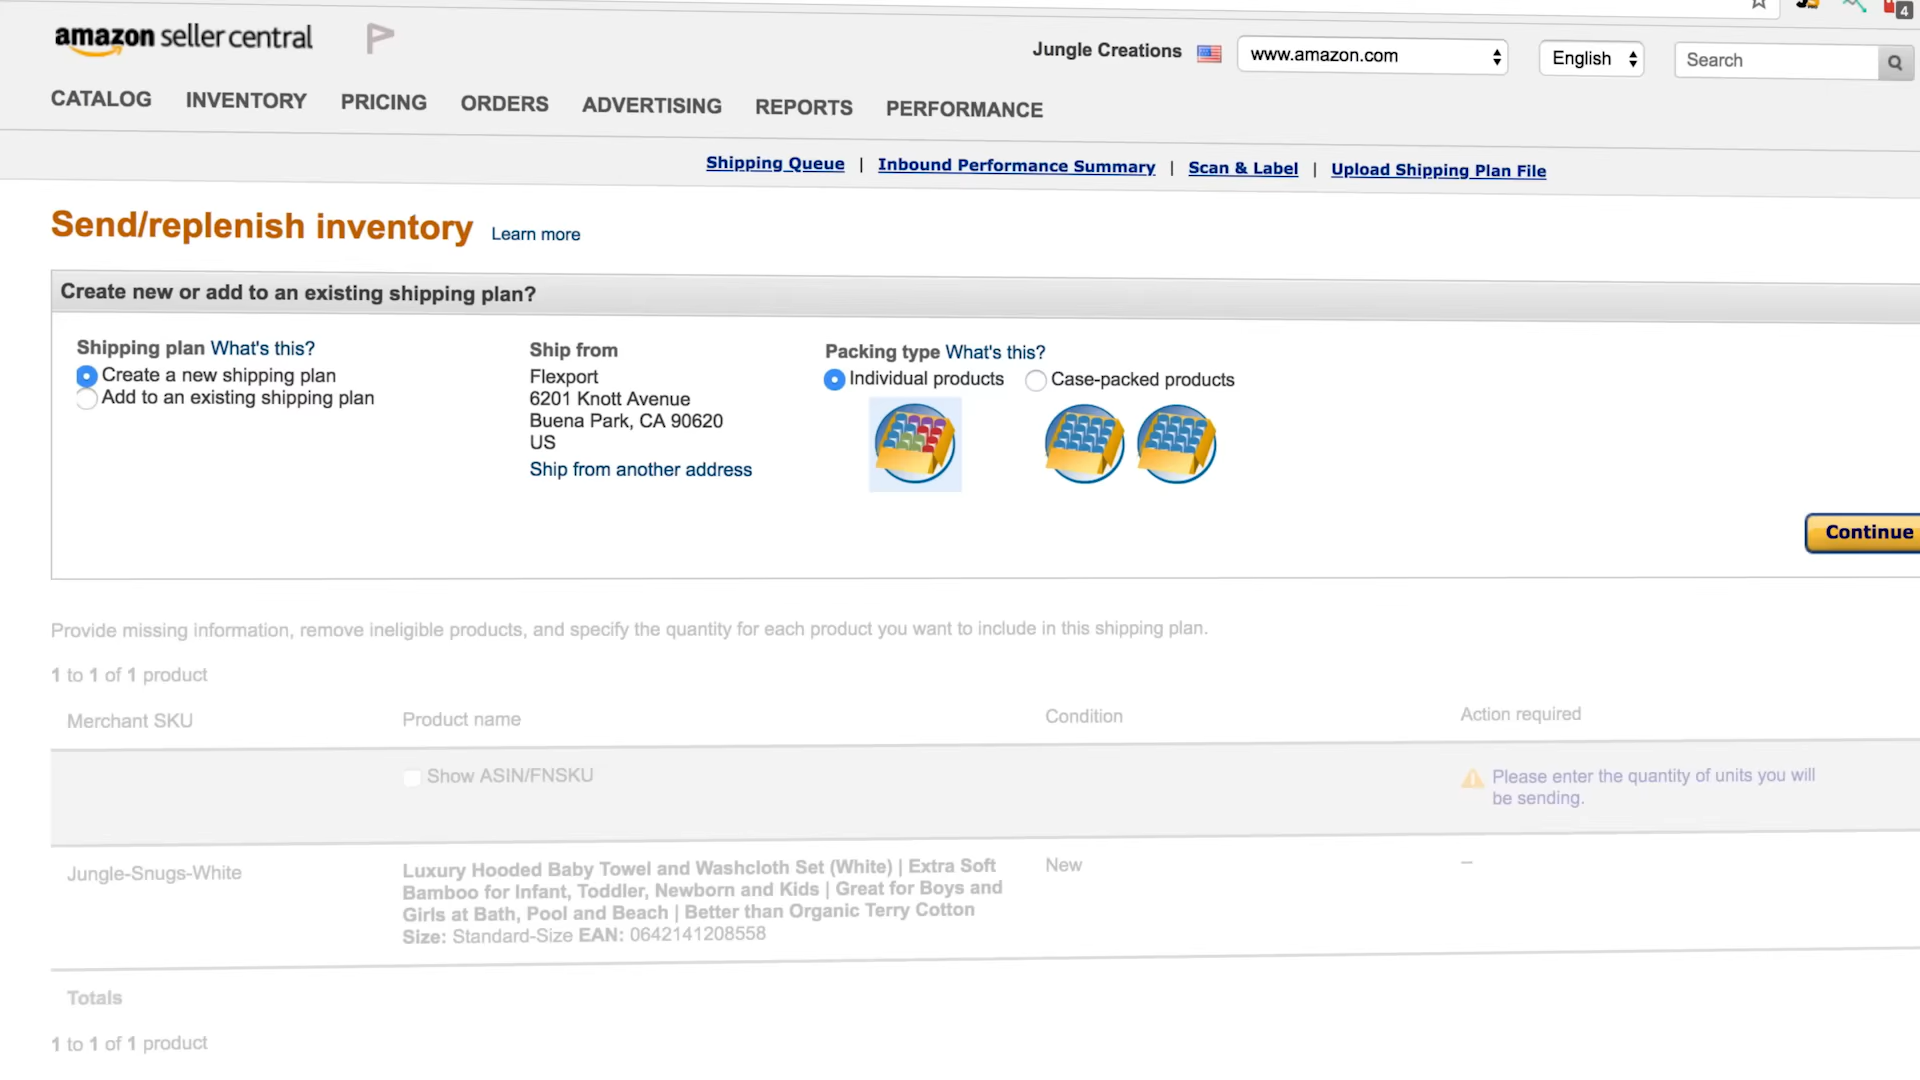 4
amazon seller central
Jungle Creations
www.amazon.com
English
Search
CATALOG INVENTORY PRICING ORDERS ADVERTISING REPORTS PERFORMANCE
Shipping Queue | Inbound Performance Summary | Scan & Label | Upload Shipping Plan File
Send/replenish inventory Learn more
Create new or add to an existing shipping plan?
Shipping plan What's this?
Create a new shipping plan
Add to an existing shipping plan
Ship from
Flexport
6201 Knott Avenue
Buena Park, CA 90620
US
Ship from another address
Packing type What's this?
Individual products
Case-packed products
Continue
Provide missing information, remove ineligible products, and specify the quantity for each product you want to include in this shipping plan.
1 to 1 of 1 product
Merchant SKU Product name Condition Action required
Show ASIN/FNSKU
Please enter the quantity of units you will
be sending.
Jungle-Snugs-White
Luxury Hooded Baby Towel and Washcloth Set (White) | Extra Soft
Bamboo for Infant, Toddler, Newborn and Kids | Great for Boys and
Girls at Bath, Pool and Beach | Better than Organic Terry Cotton
Size: Standard-Size EAN: 0642141208558
New
--
Totals
1 to 1 of 1 product